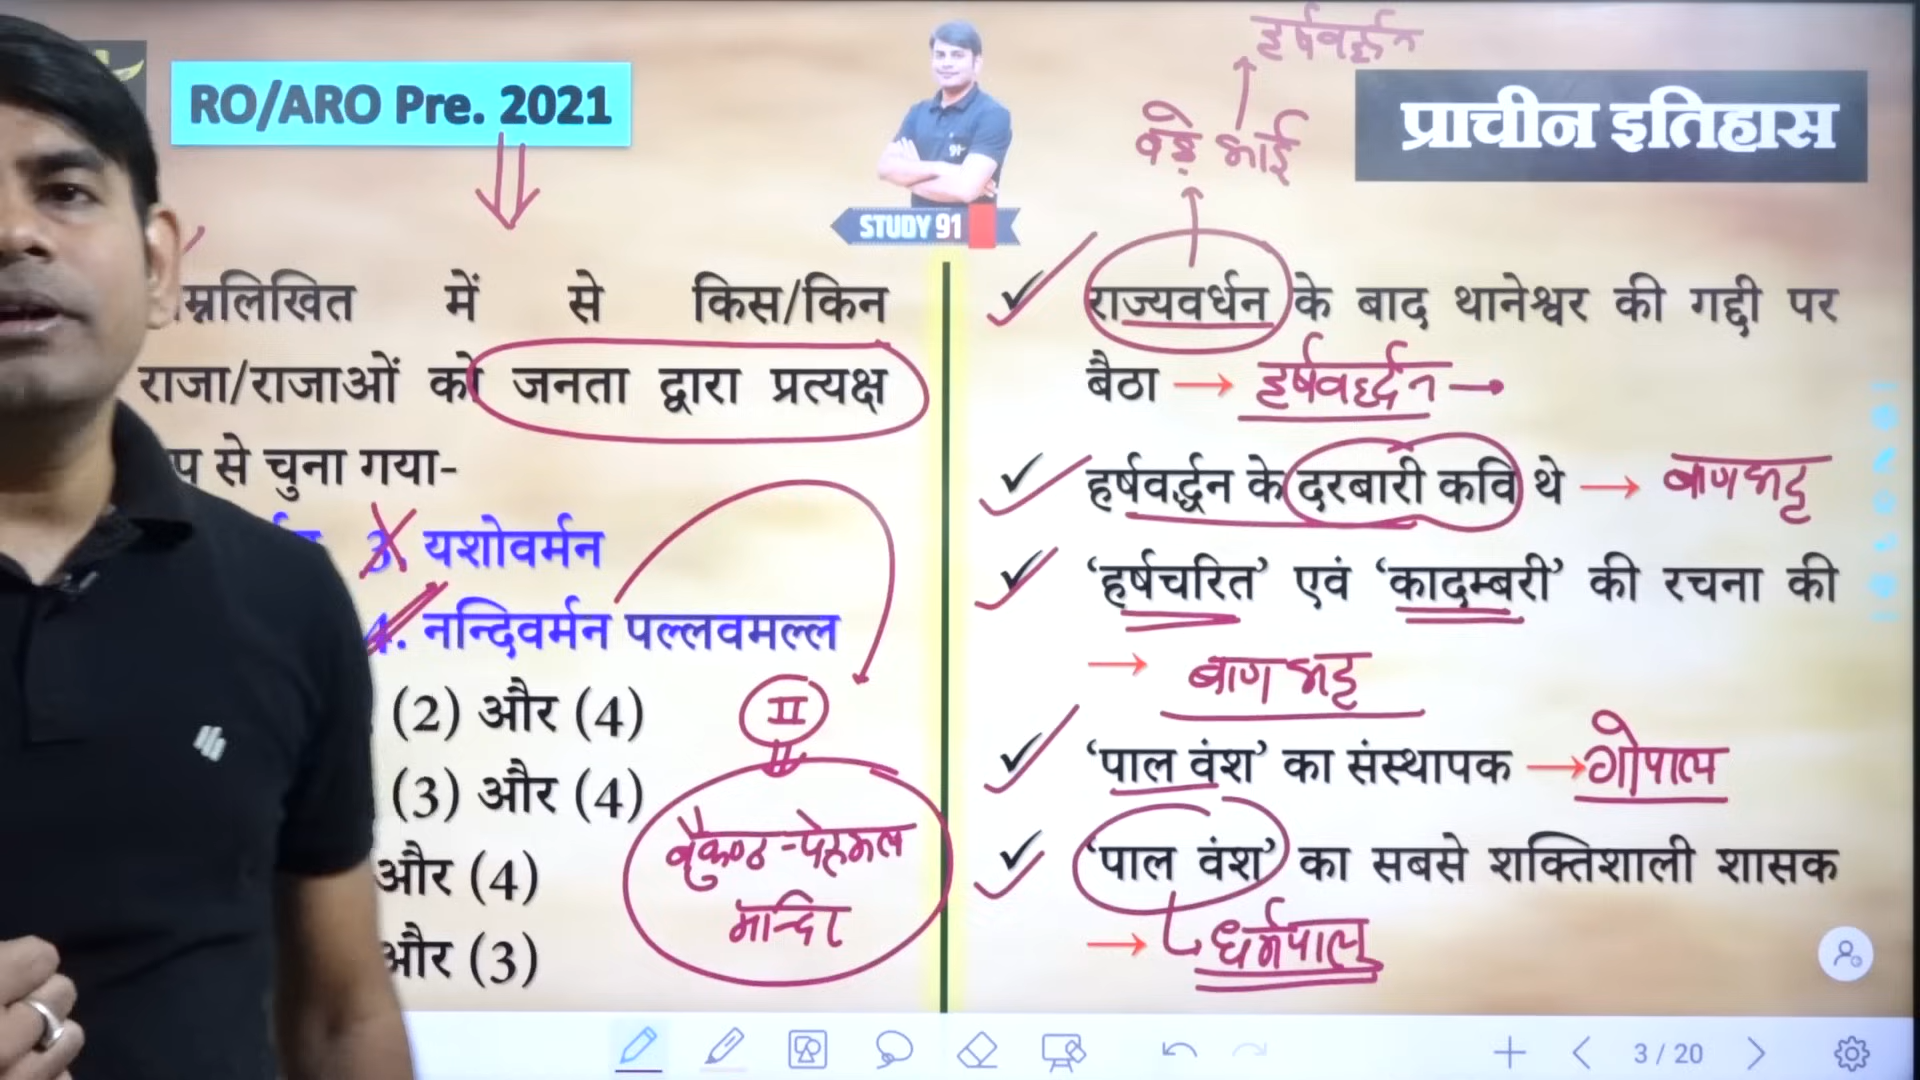 RO/ARO Pre. 2021
STUDY 91
91
प्राचीन इतिहास
म्नलिखित में से किस/किन
राजा/राजाओं को जनता द्वारा प्रत्यक्ष
प से चुना गया-
3. यशोवर्मन
4. नन्दिवर्मन पल्लवमल्ल
(2) और (4)
(3) और (4)
और (4)
और (3)
II
वैकुण्ठ-पेरूमल
मन्दिर
हर्षवर्द्धन
बड़े भाई
राज्यवर्धन के बाद थानेश्वर की गद्दी पर
बैठा → हर्षवर्द्धन
हर्षवर्द्धन के दरबारी कवि थे → बाणभट्ट
‘हर्षचरित’ एवं ‘कादम्बरी’ की रचना की
→ बाणभट्ट
‘पाल वंश’ का संस्थापक → गोपाल
‘पाल वंश’ का सबसे शक्तिशाली शासक
→ धर्मपाल
3 / 20